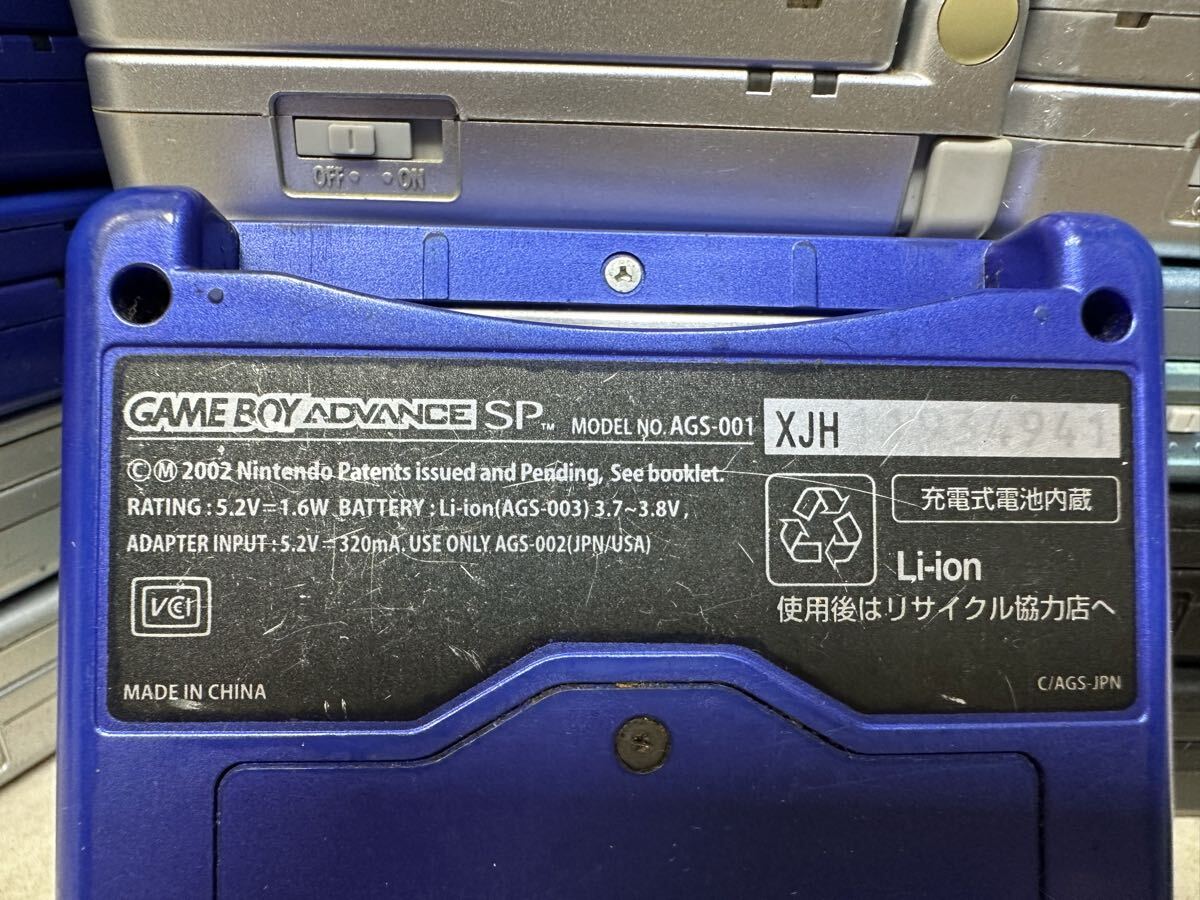 OFF ON
GAME BOY ADVANCE SP™ MODEL NO. AGS-001 XJH
©Ⓜ 2002 Nintendo Patents issued and Pending, See booklet.
RATING : 5.2V⎓1.6W BATTERY : Li-ion(AGS-003) 3.7~3.8V ,
ADAPTER INPUT : 5.2V⎓320mA. USE ONLY AGS-002(JPN/USA)
充電式電池内蔵
Li-ion
使用後はリサイクル協力店へ
VCI
MADE IN CHINA
C/AGS-JPN